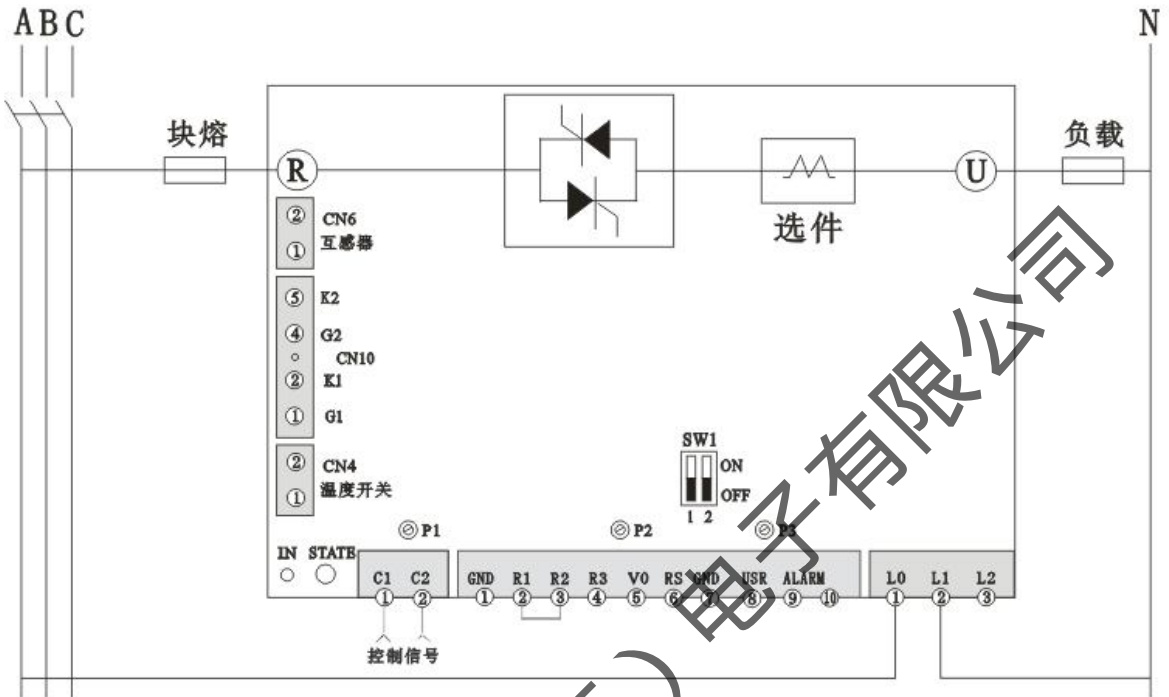 A B C
N
块熔
负载
R
U
选件
② CN6
① 互感器
⑤ K2
④ G2
CN10
② K1
① G1
② CN4
① 温度开关
SW1
ON
OFF
1 2
P1
P2
P3
IN STATE
C1 C2
① ②
控制信号
GND R1 R2 R3 V0 RS GND USR ALARM
① ② ③ ④ ⑤ ⑥ ⑦ ⑧ ⑨ ⑩
L0 L1 L2
① ② ③
）电子有限公司